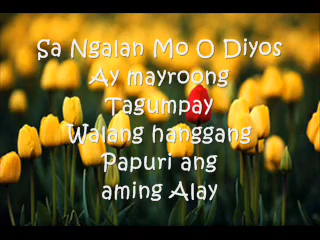 Sa Ngalan Mo O Diyos
Ay mayroong
Tagumpay
Walang hanggang
Papuri ang
aming Alay